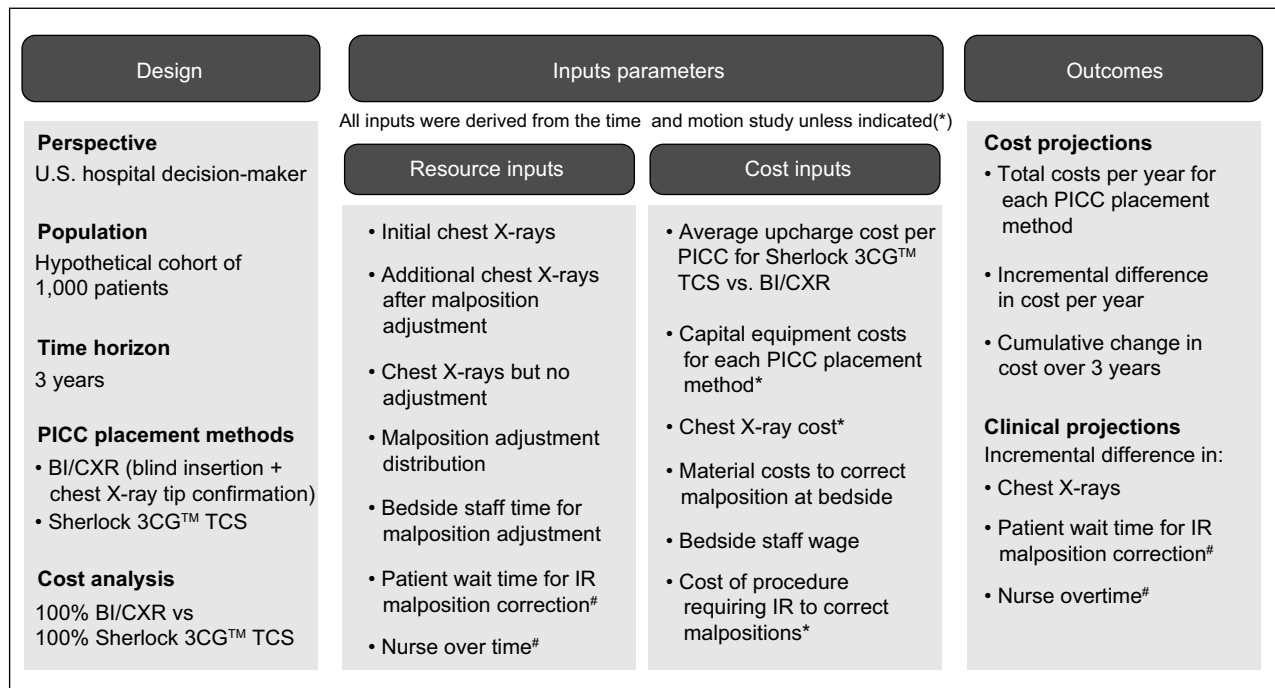 Design
Perspective
U.S. hospital decision-maker
Population
Hypothetical cohort of
1,000 patients
Time horizon
3 years
PICC placement methods
• BI/CXR (blind insertion +
chest X-ray tip confirmation)
• Sherlock 3CG™ TCS
Cost analysis
100% BI/CXR vs
100% Sherlock 3CG™ TCS
Inputs parameters
All inputs were derived from the time and motion study unless indicated(*)
Resource inputs
• Initial chest X-rays
• Additional chest X-rays
after malposition
adjustment
• Chest X-rays but no
adjustment
• Malposition adjustment
distribution
• Bedside staff time for
malposition adjustment
• Patient wait time for IR
malposition correction#
• Nurse over time#
Cost inputs
• Average upcharge cost per
PICC for Sherlock 3CG™
TCS vs. BI/CXR
• Capital equipment costs
for each PICC placement
method*
• Chest X-ray cost*
• Material costs to correct
malposition at bedside
• Bedside staff wage
• Cost of procedure
requiring IR to correct
malpositions*
Outcomes
Cost projections
• Total costs per year for
each PICC placement
method
• Incremental difference
in cost per year
• Cumulative change in
cost over 3 years
Clinical projections
Incremental difference in:
• Chest X-rays
• Patient wait time for IR
malposition correction#
• Nurse overtime#